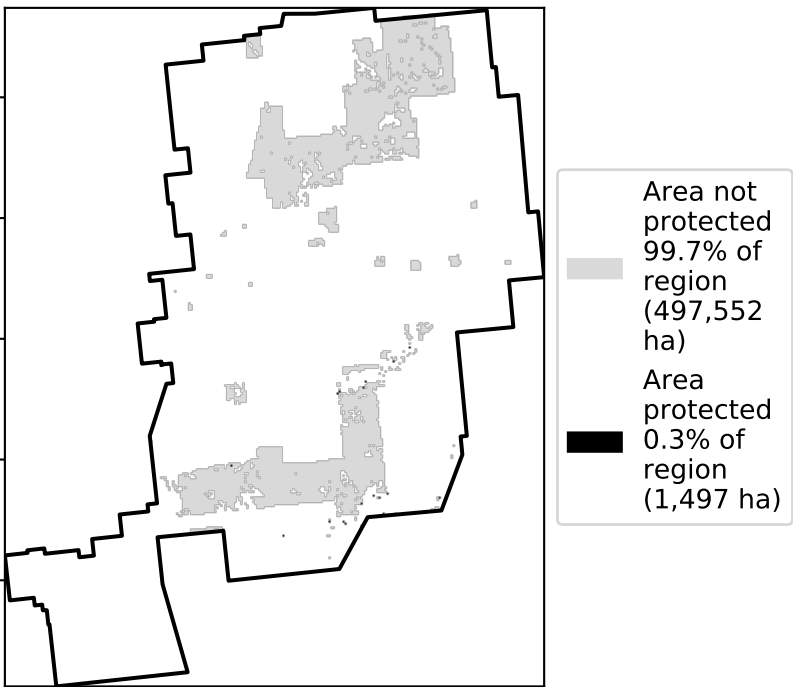 Area not
protected
99.7% of
region
(497,552
ha)
Area
protected
0.3% of
region
(1,497 ha)